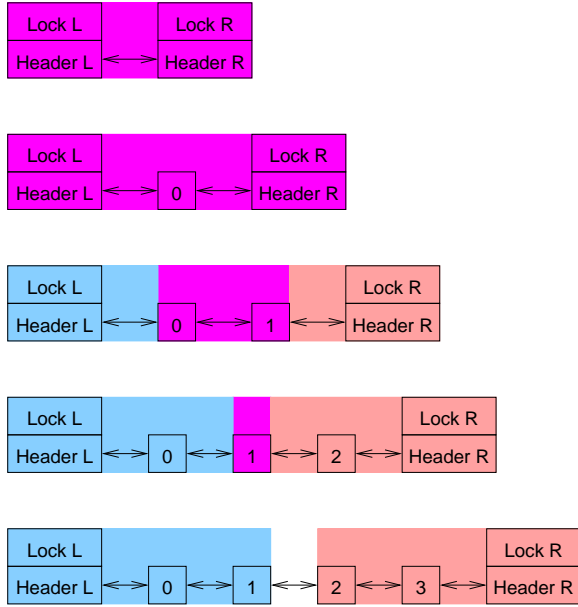 Lock L Lock R
Header L Header R
Lock L Lock R
Header L 0 Header R
Lock L Lock R
Header L 0 1 Header R
Lock L Lock R
Header L 0 1 2 Header R
Lock L Lock R
Header L 0 1 2 3 Header R